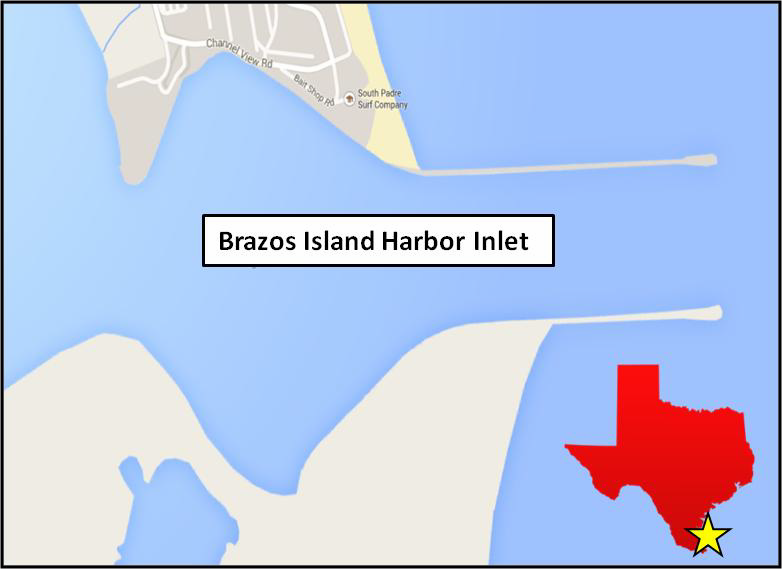 Channel View Rd
Bait Shop Rd
South Padre
Surf Company
Brazos Island Harbor Inlet